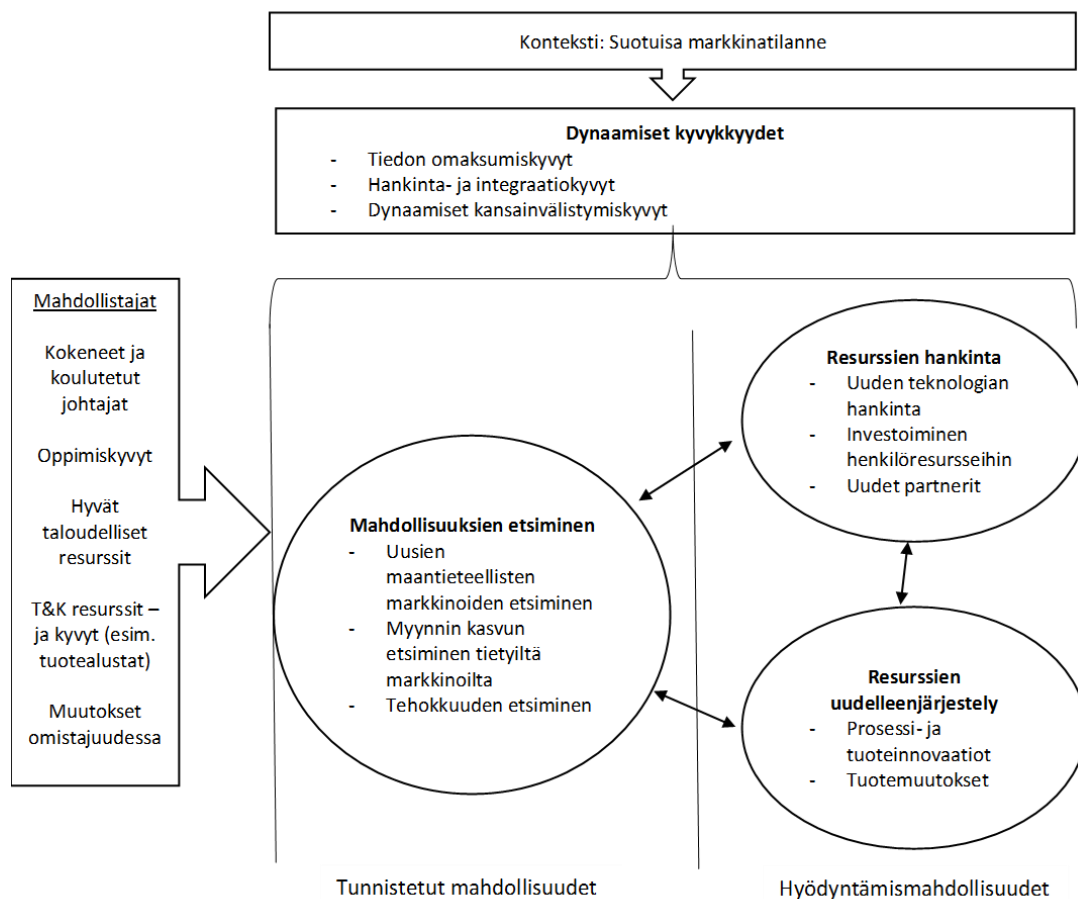 Konteksti: Suotuisa markkinatilanne
Dynaamiset kyvykkyydet
- Tiedon omaksumiskyvyt
- Hankinta- ja integraatiokyvyt
- Dynaamiset kansainvälistymiskyvyt
Mahdollistajat
Kokeneet ja
koulutetut
johtajat
Oppimiskyvyt
Hyvät
taloudelliset
resurssit
T&K resurssit –
ja kyvyt (esim.
tuotealustat)
Muutokset
omistajuudessa
Mahdollisuuksien etsiminen
- Uusien
maantieteellisten
markkinoiden etsiminen
- Myynnin kasvun
etsiminen tietyiltä
markkinoilta
- Tehokkuuden etsiminen
Resurssien hankinta
- Uuden teknologian
hankinta
- Investoiminen
henkilöresursseihin
- Uudet partnerit
Resurssien
uudelleenjärjestely
- Prosessi- ja
tuoteinnovaatiot
- Tuotemuutokset
Tunnistetut mahdollisuudet
Hyödyntämismahdollisuudet